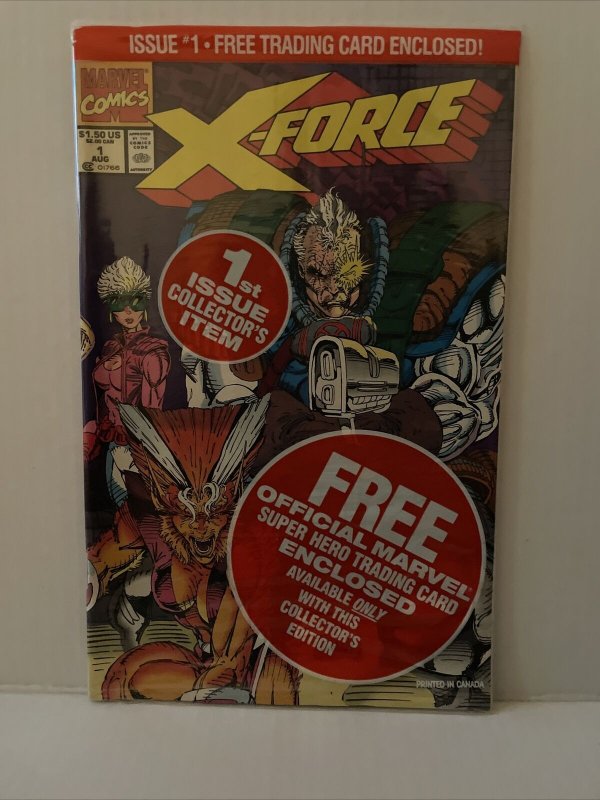 ISSUE #1 • FREE TRADING CARD ENCLOSED!
MARVEL
COMICS
$1.50 US
$2.00 CAN
1
AUG
CC 01766
APPROVED
BY THE
COMICS
CODE
AUTHORITY
X-FORCE
1st
ISSUE
COLLECTOR'S
ITEM
FREE
OFFICIAL MARVEL
SUPER HERO TRADING CARD
ENCLOSED
AVAILABLE ONLY
WITH THIS
COLLECTOR'S
EDITION
PRINTED IN CANADA